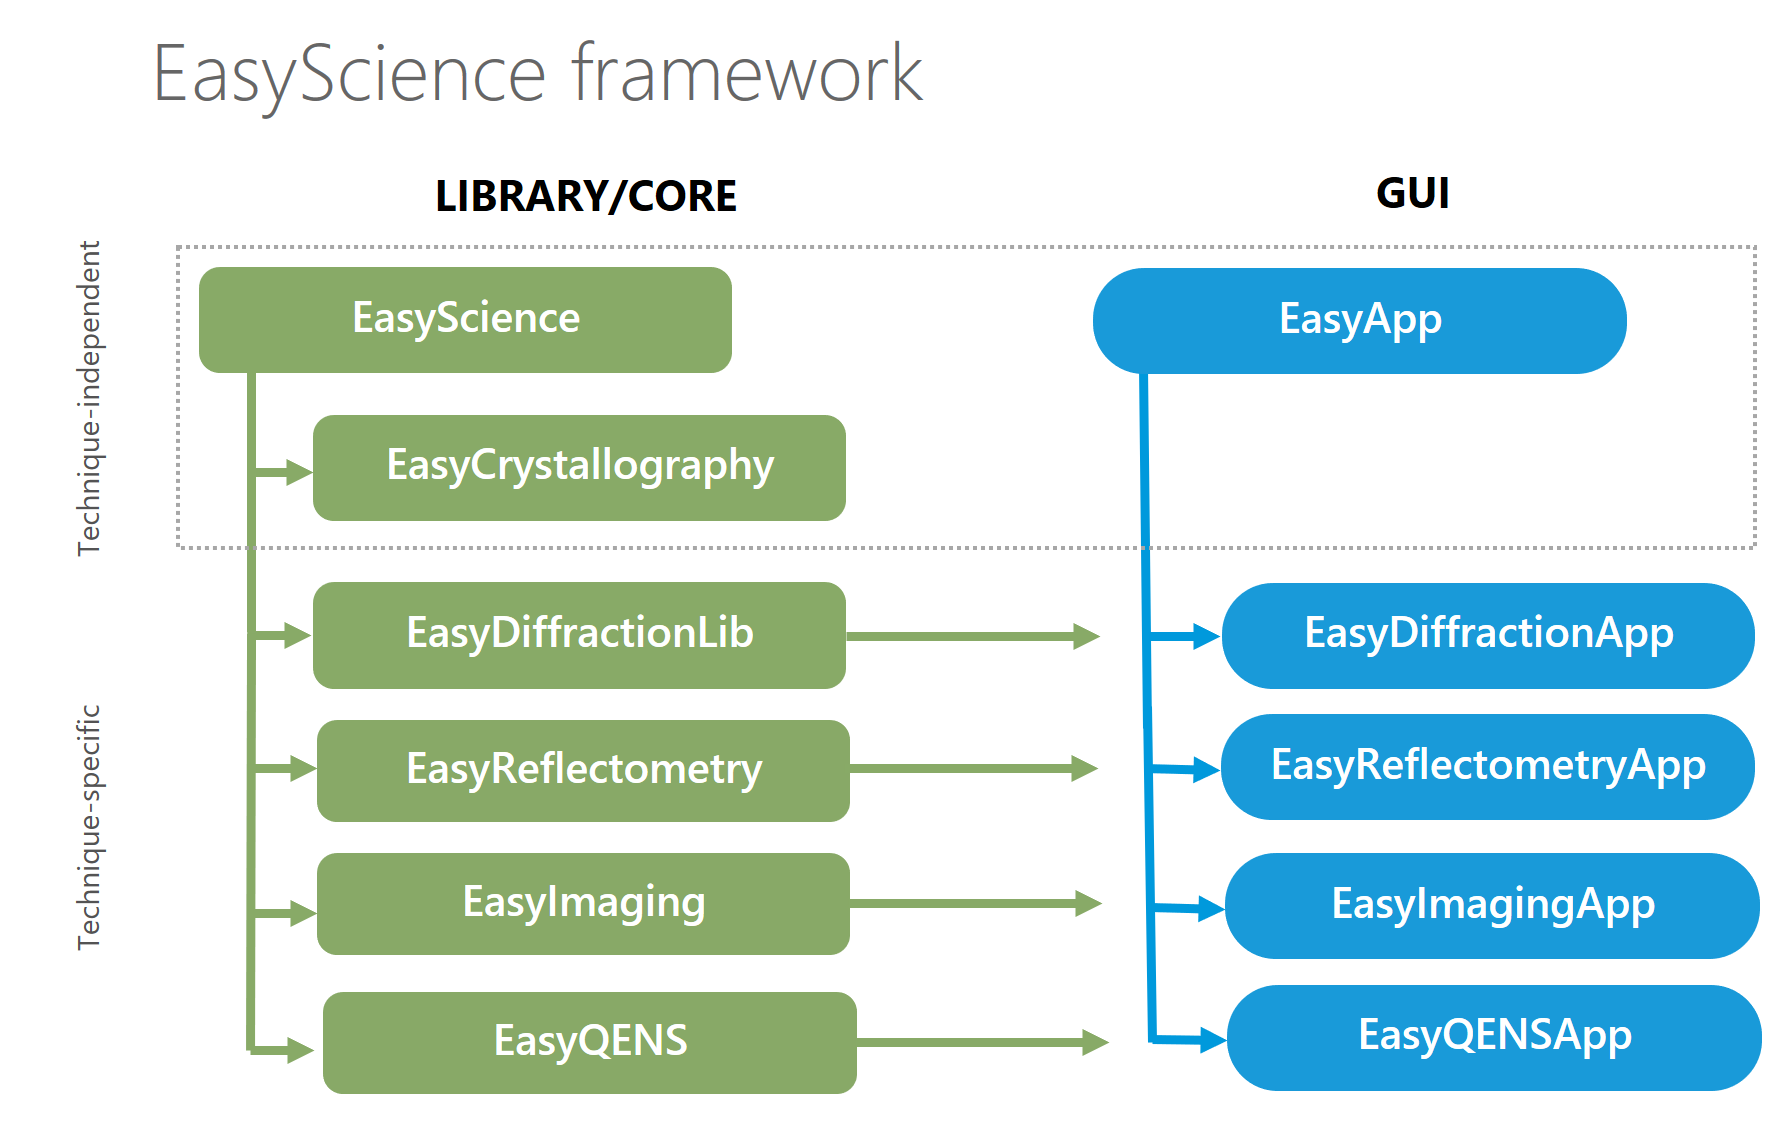 EasyScience framework
LIBRARY/CORE
GUI
Technique-independent
EasyScience
EasyApp
EasyCrystallography
Technique-specific
EasyDiffractionLib
EasyDiffractionApp
EasyReflectometry
EasyReflectometryApp
EasyImaging
EasyImagingApp
EasyQENS
EasyQENSApp